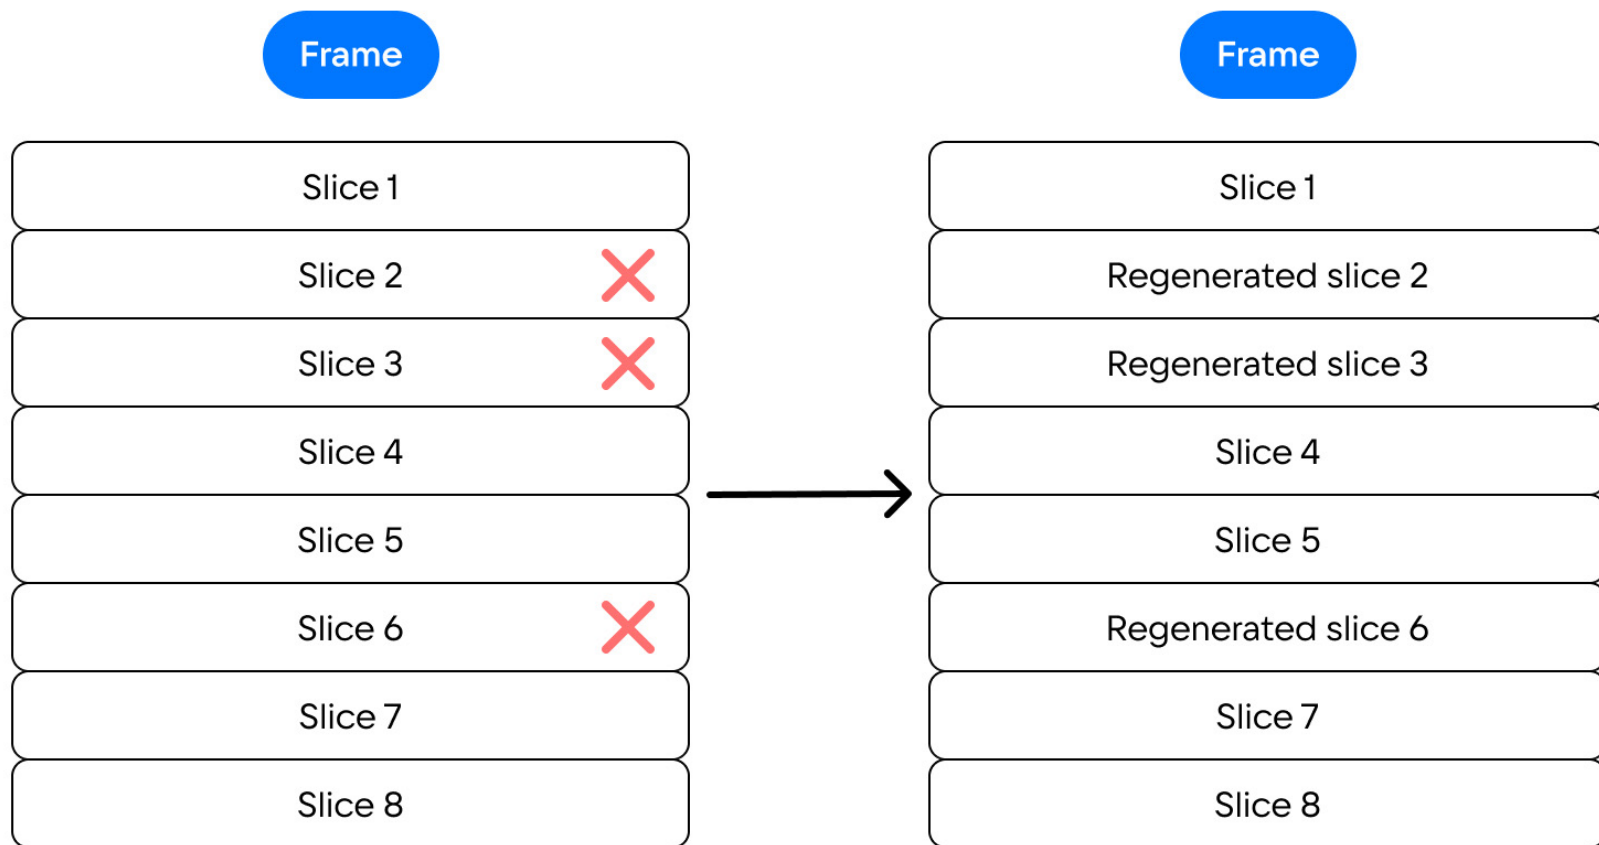 Frame
Slice 1
Slice 2
Slice 3
Slice 4
Slice 5
Slice 6
Slice 7
Slice 8
Frame
Slice 1
Regenerated slice 2
Regenerated slice 3
Slice 4
Slice 5
Regenerated slice 6
Slice 7
Slice 8